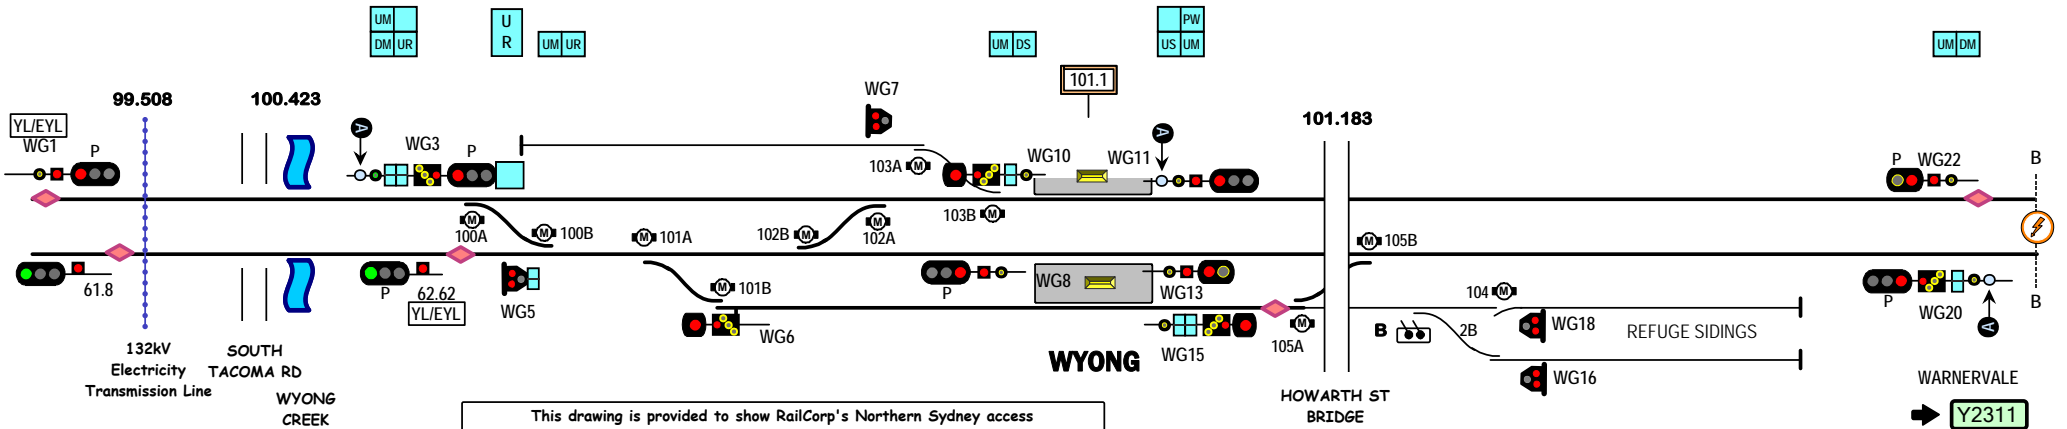 UM
DM UR
U
R
UM UR
UM DS
PW
US UM
UM DM
101.1
99.508
100.423
101.183
YL/EYL
WG1
P
A
WG3
P
WG7
103A
M
WG10
WG11
A
P
WG22
B
M
100A
M
100B
M
101A
102B
M
M
102A
103B
M
M
105B
61.8
P
62.62
YL/EYL
WG5
M
101B
WG6
P
WG8
WG13
WG15
M
105A
104
M
B
2B
WG18
WG16
REFUGE SIDINGS
P
WG20
A
B
132kV
Electricity
Transmission Line
SOUTH
TACOMA RD
WYONG
CREEK
WYONG
HOWARTH ST
BRIDGE
WARNERVALE
Y2311
This drawing is provided to show RailCorp's Northern Sydney access